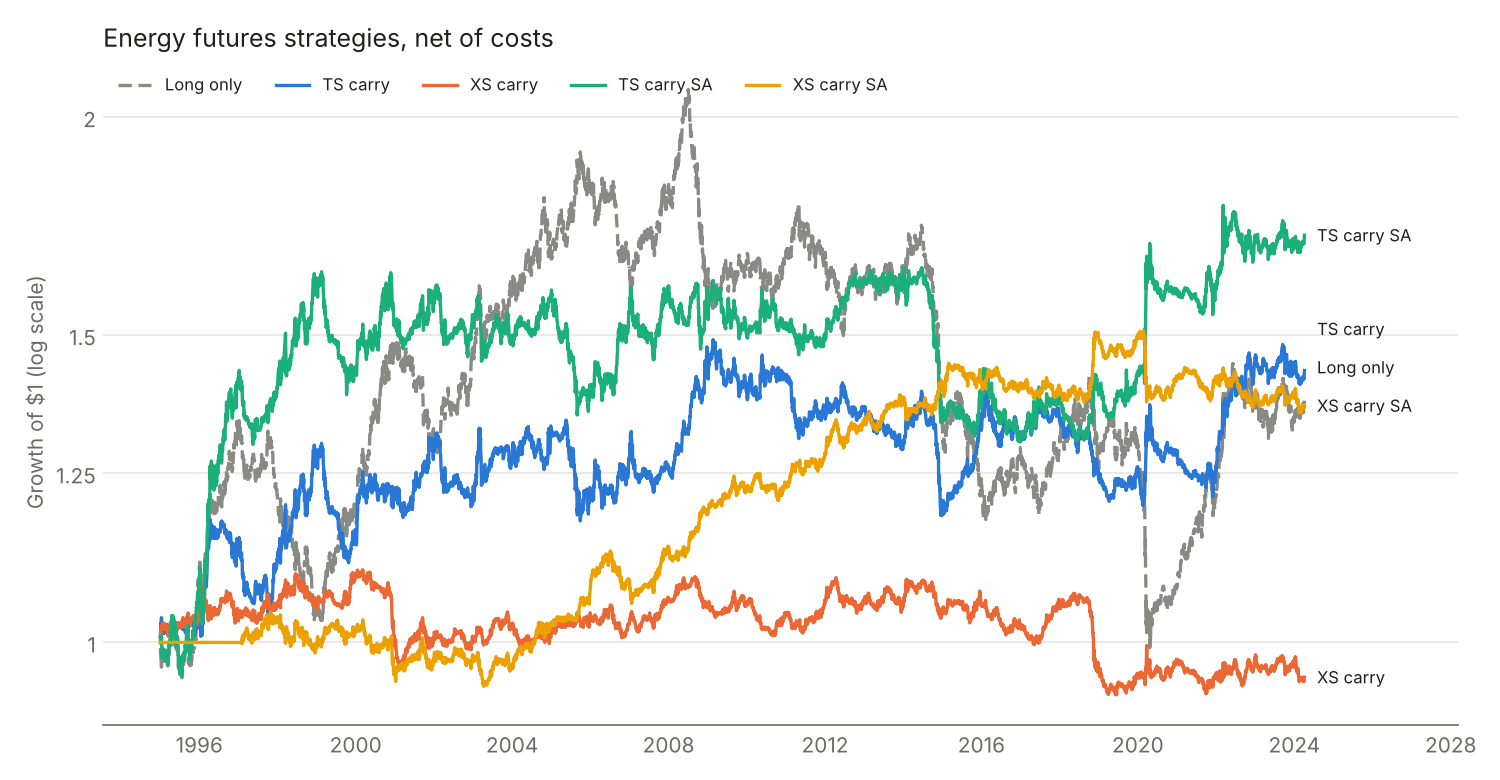 Energy futures strategies, net of costs
Long only TS carry XS carry TS carry SA XS carry SA
Growth of $1 (log scale)
2
1.5
1.25
1
TS carry SA
TS carry
Long only
XS carry SA
XS carry
1996 2000 2004 2008 2012 2016 2020 2024 2028